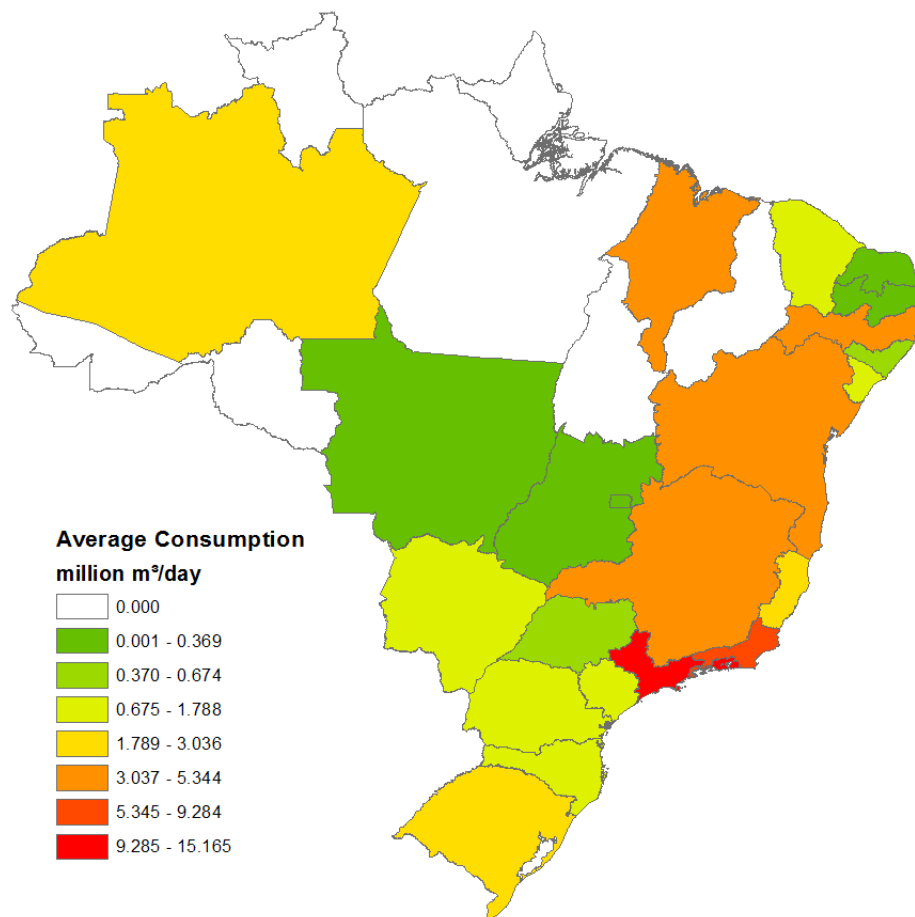 Average Consumption
million m³/day
0.000
0.001 - 0.369
0.370 - 0.674
0.675 - 1.788
1.789 - 3.036
3.037 - 5.344
5.345 - 9.284
9.285 - 15.165